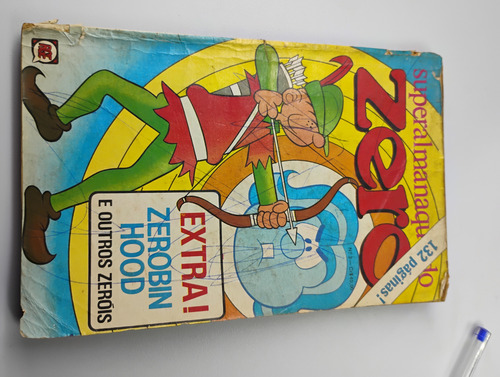 superalmanaque do
zero
132 páginas!
EXTRA!
ZEROBIN
HOOD
E OUTROS ZERÓIS